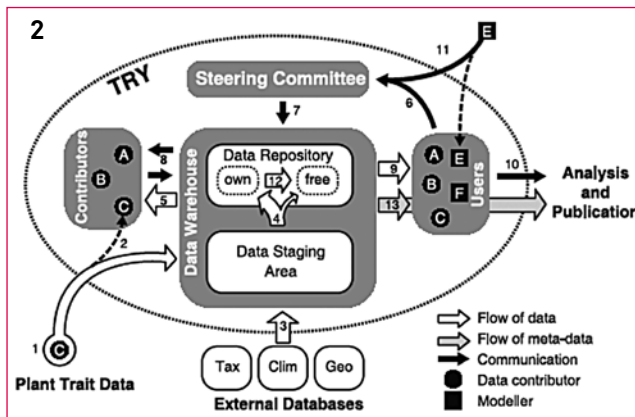 2
TRY
E
11
Steering Committee
6
7
Contributors
A
B
C
8
5
2
Data Warehouse
Data Repository
own
12
free
4
Data Staging
Area
9
13
A
E
B
F
C
Users
10
Analysis
and
Publication
1
C
Plant Trait Data
3
Tax
Clim
Geo
External Databases
Flow of data
Flow of meta-data
Communication
Data contributor
Modeller